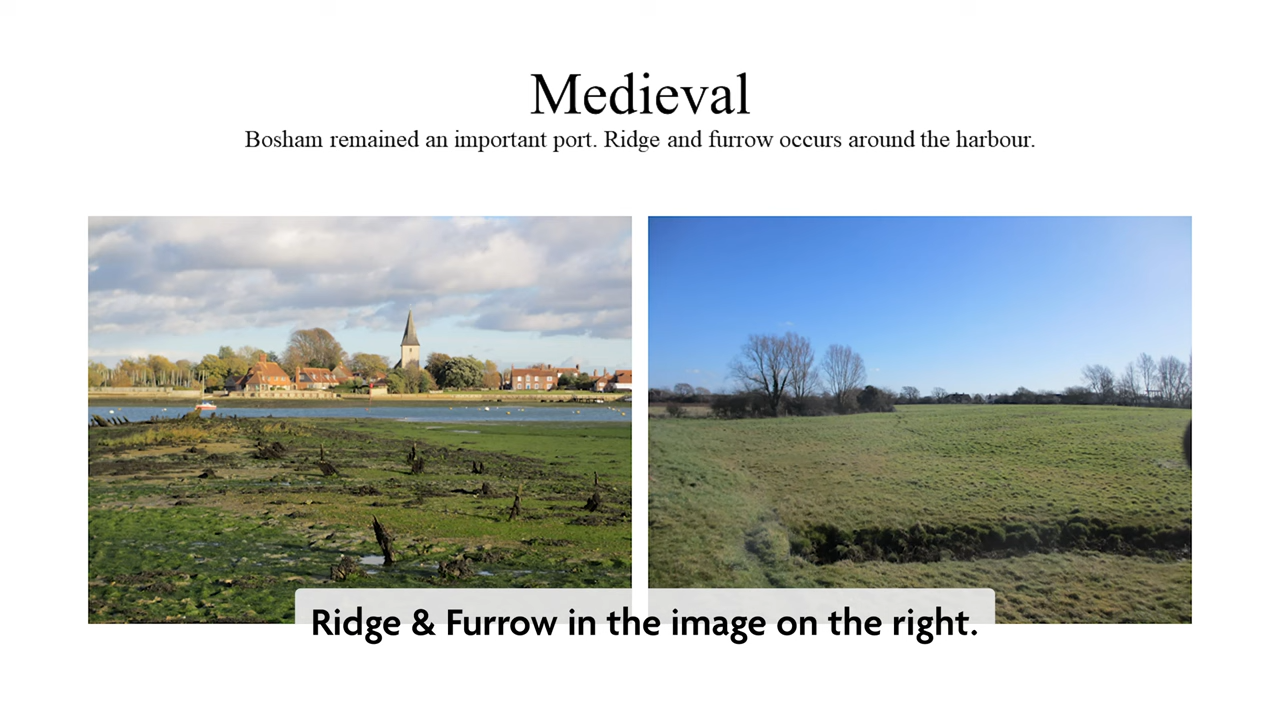 Medieval
Bosham remained an important port. Ridge and furrow occurs around the harbour.
Ridge & Furrow in the image on the right.